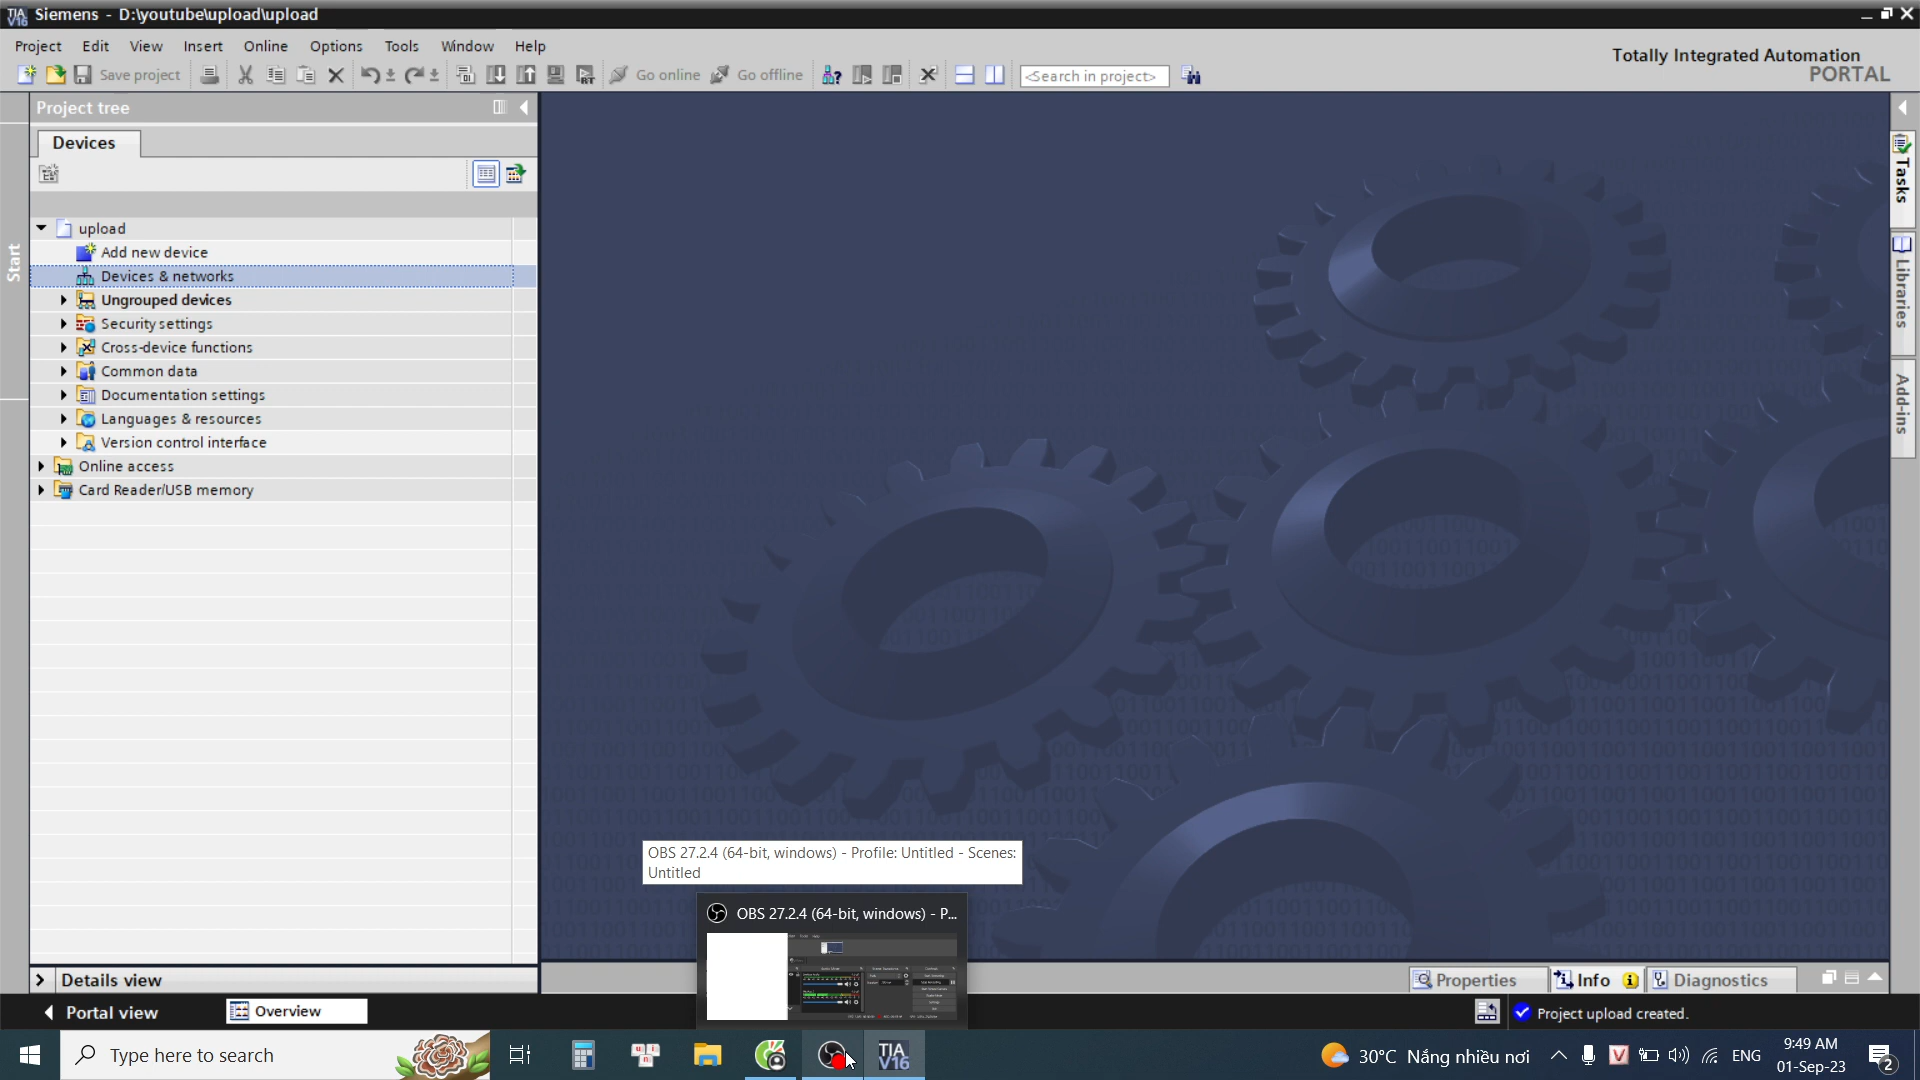 Siemens - D:\youtube\upload\upload
Project Edit View Insert Online Options Tools Window Help
Totally Integrated Automation
PORTAL
Save project
Go online
Go offline
<Search in project>
Project tree
Devices
Start
upload
Add new device
Devices & networks
Ungrouped devices
Security settings
Cross-device functions
Common data
Documentation settings
Languages & resources
Version control interface
Online access
Card Reader/USB memory
Tasks
Libraries
Add-ins
OBS 27.2.4 (64-bit, windows) - Profile: Untitled - Scenes:
Untitled
OBS 27.2.4 (64-bit, windows) - P...
Details view
Properties
Info
Diagnostics
Portal view
Overview
Project upload created.
Type here to search
TIA
V16
30°C Nắng nhiều nơi
ENG
9:49 AM
01-Sep-23
2